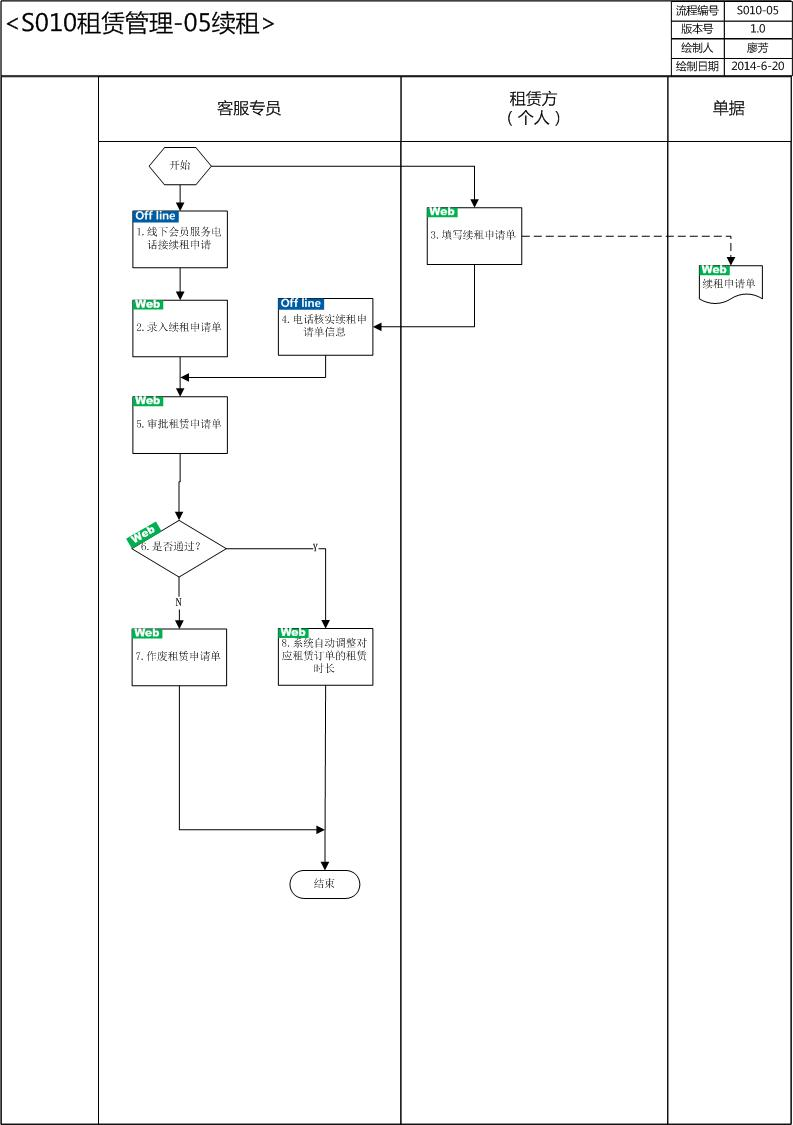 <S010租赁管理-05续租>
流程编号 S010-05
版本号 1.0
绘制人 廖芳
绘制日期 2014-6-20
客服专员
租赁方
（个人）
单据
开始
Off line
1.线下会员服务电
话接续租申请
Web
3.填写续租申请单
Web
续租申请单
Web
2.录入续租申请单
Off line
4.电话核实续租申
请单信息
Web
5.审批租赁申请单
Web
6.是否通过?
Y
N
Web
7.作废租赁申请单
Web
8.系统自动调整对
应租赁订单的租赁
时长
结束